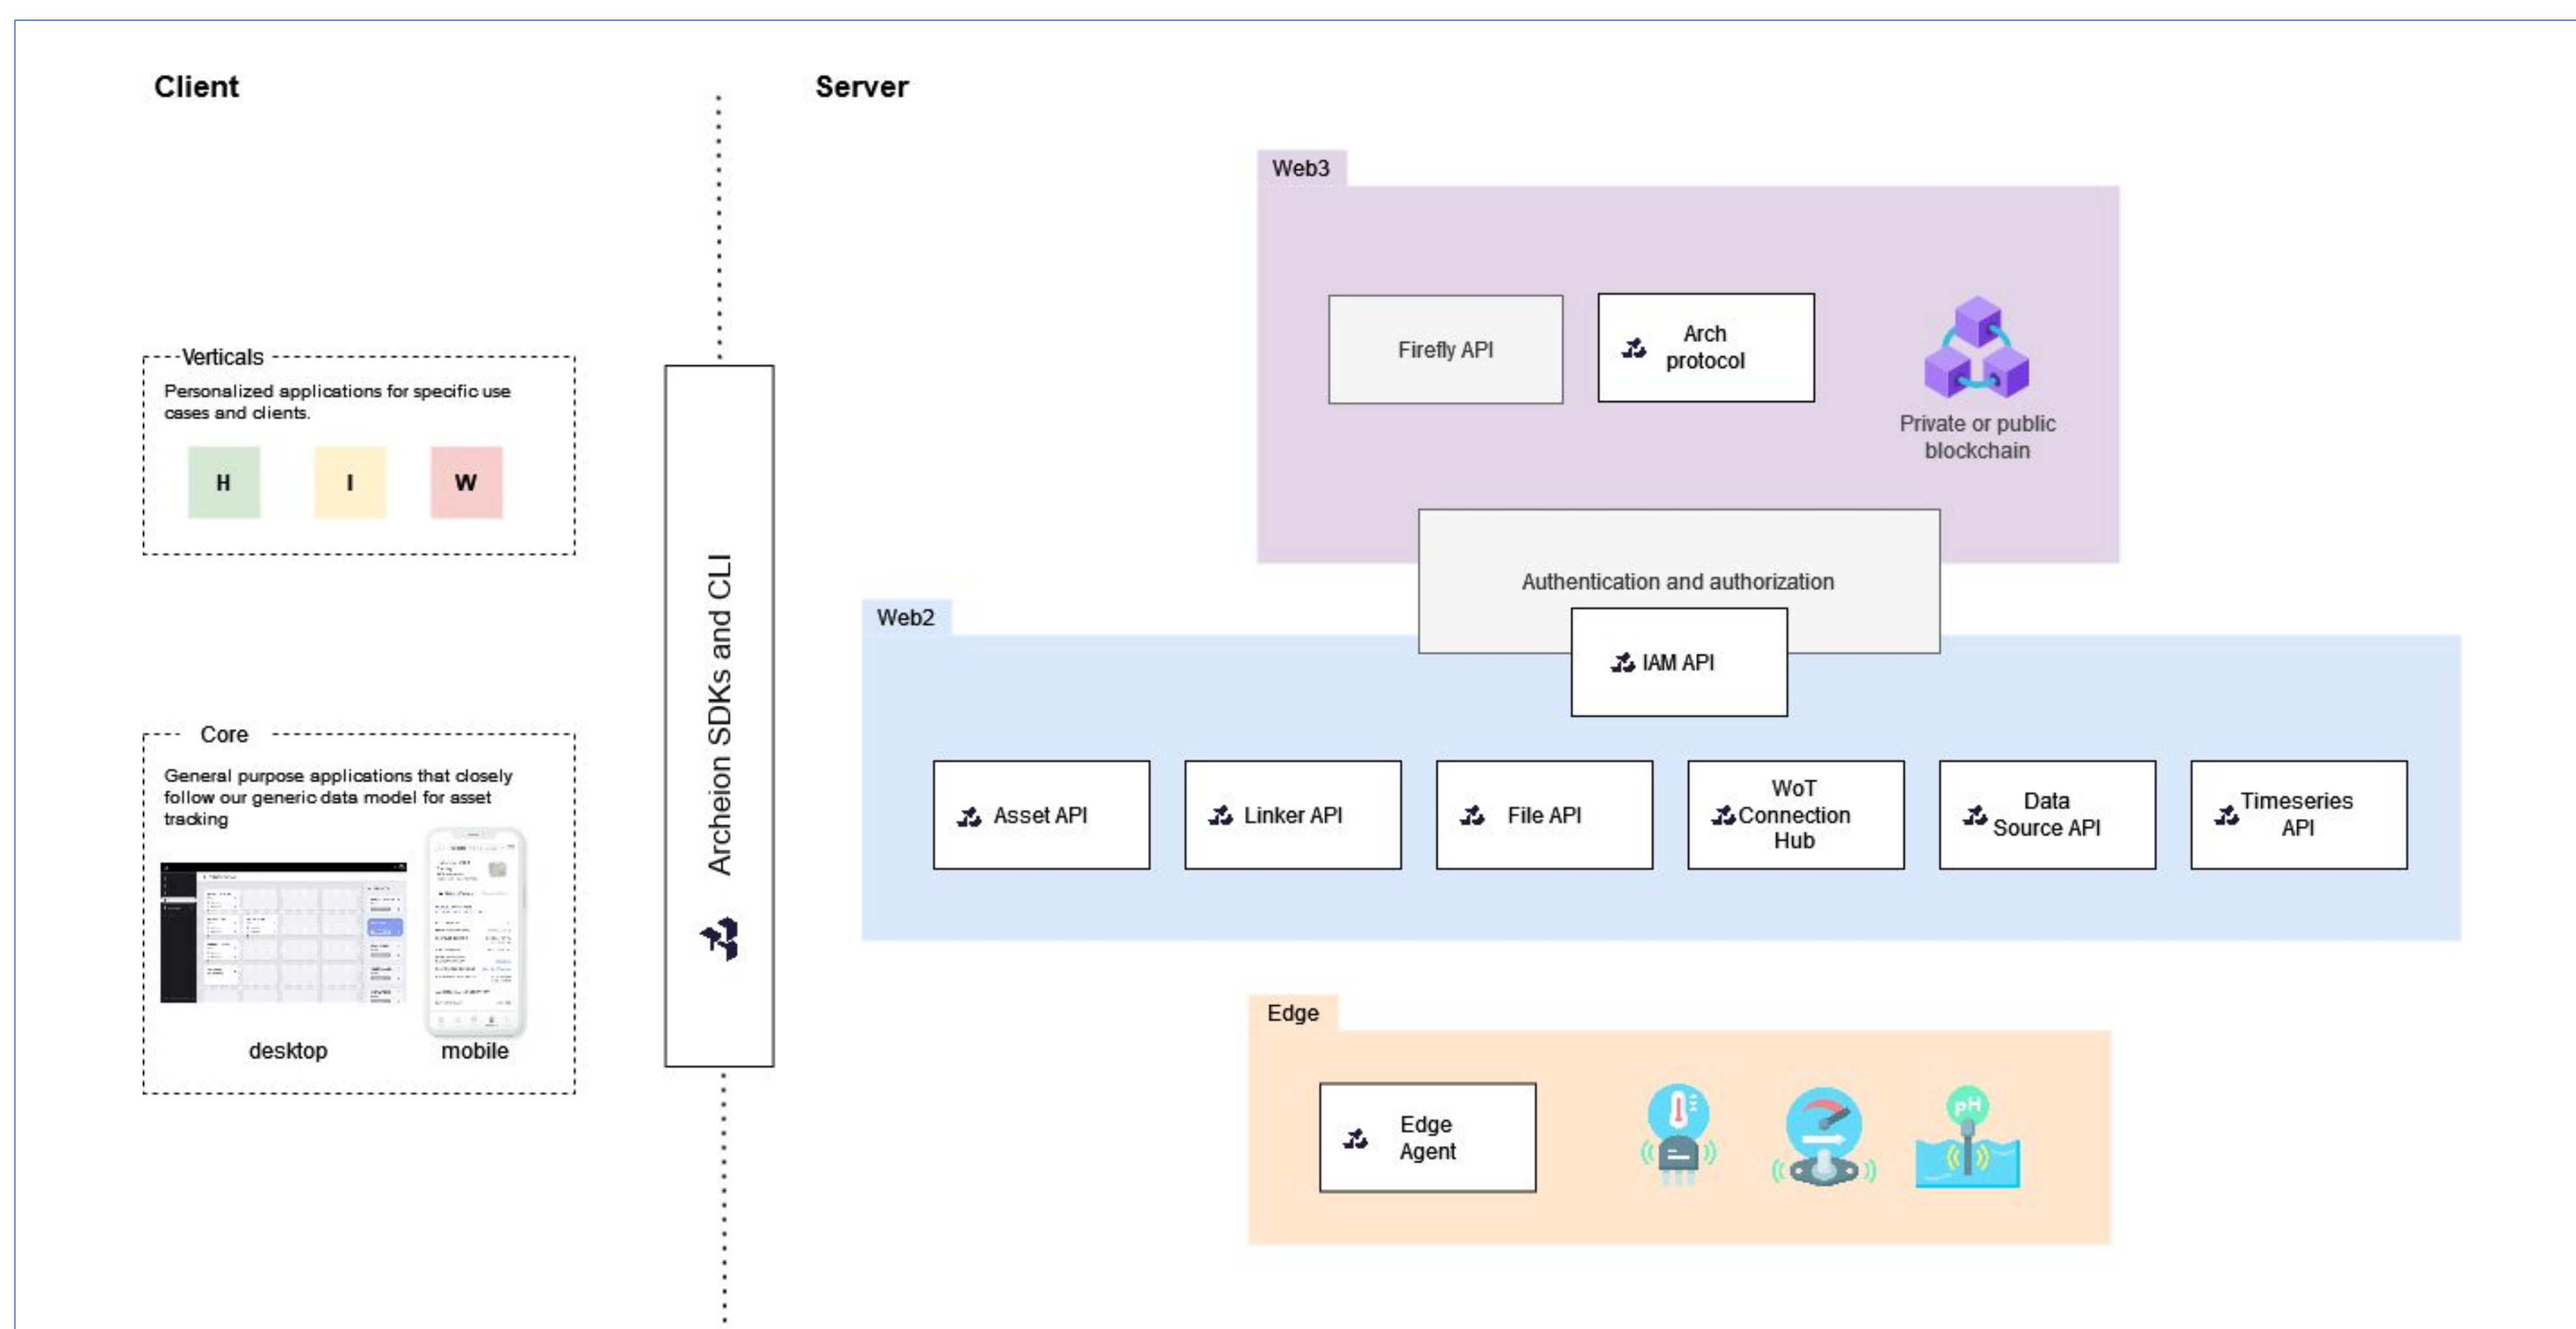 Client
Server
Verticals
Personalized applications for specific use
cases and clients.
H
I
W
Core
General purpose applications that closely
follow our generic data model for asset
tracking
desktop
mobile
Archeion SDKs and CLI
Web3
Firefly API
Arch
protocol
Private or public
blockchain
Authentication and authorization
IAM API
Web2
Asset API
Linker API
File API
WoT
Connection
Hub
Data
Source API
Timeseries
API
Edge
Edge
Agent
pH